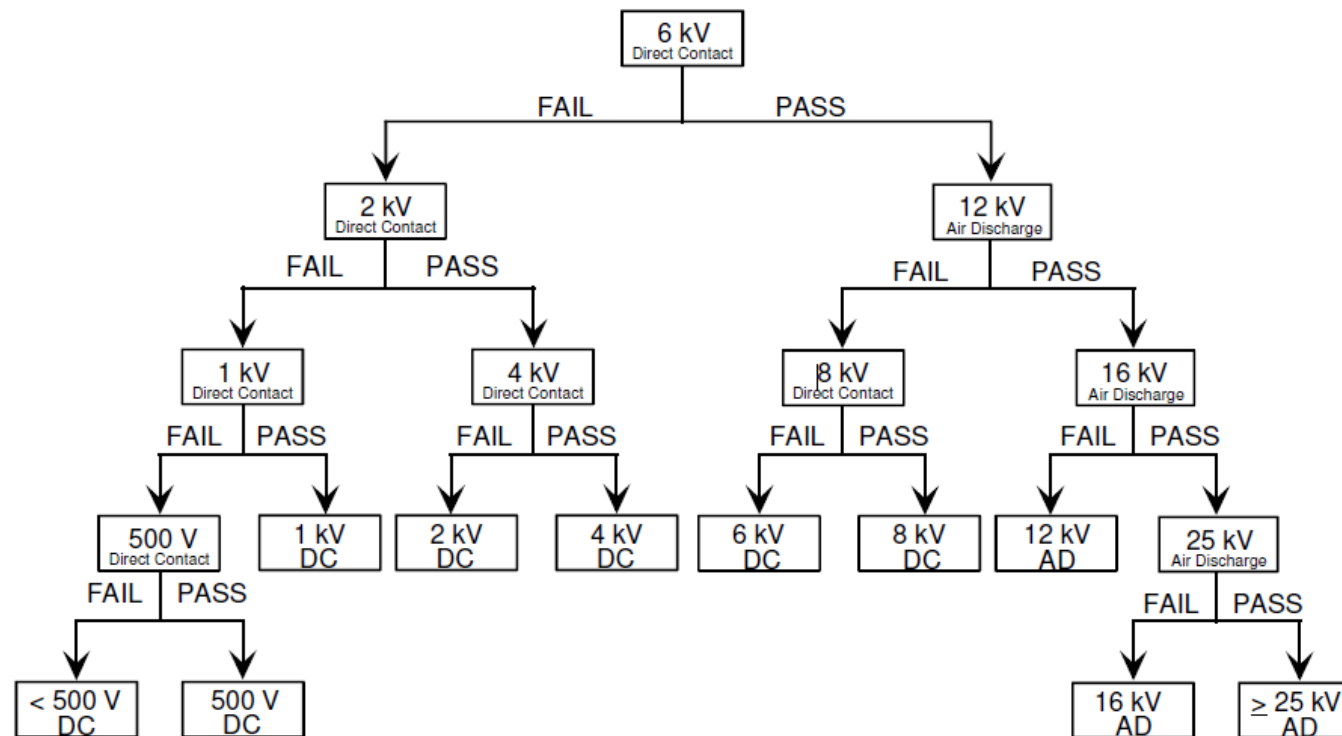 6 kV
Direct Contact
FAIL PASS
2 kV
Direct Contact
12 kV
Air Discharge
FAIL PASS
FAIL PASS
1 kV
Direct Contact
4 kV
Direct Contact
8 kV
Direct Contact
16 kV
Air Discharge
FAIL PASS
FAIL PASS
FAIL PASS
FAIL PASS
500 V
Direct Contact
1 kV
DC
2 kV
DC
4 kV
DC
6 kV
DC
8 kV
DC
12 kV
AD
25 kV
Air Discharge
FAIL PASS
FAIL PASS
< 500 V
DC
500 V
DC
16 kV
AD
≥ 25 kV
AD